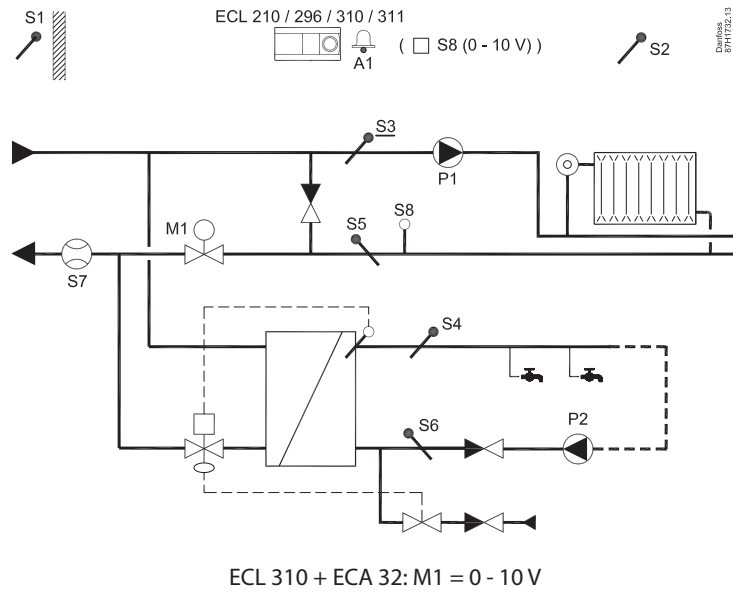 S1
ECL 210 / 296 / 310 / 311
A1
( □ S8 (0 - 10 V) )
S2
Danfoss
87H1732.13
S3
P1
M1
S5
S8
S7
S4
S6
P2
ECL 310 + ECA 32: M1 = 0 - 10 V